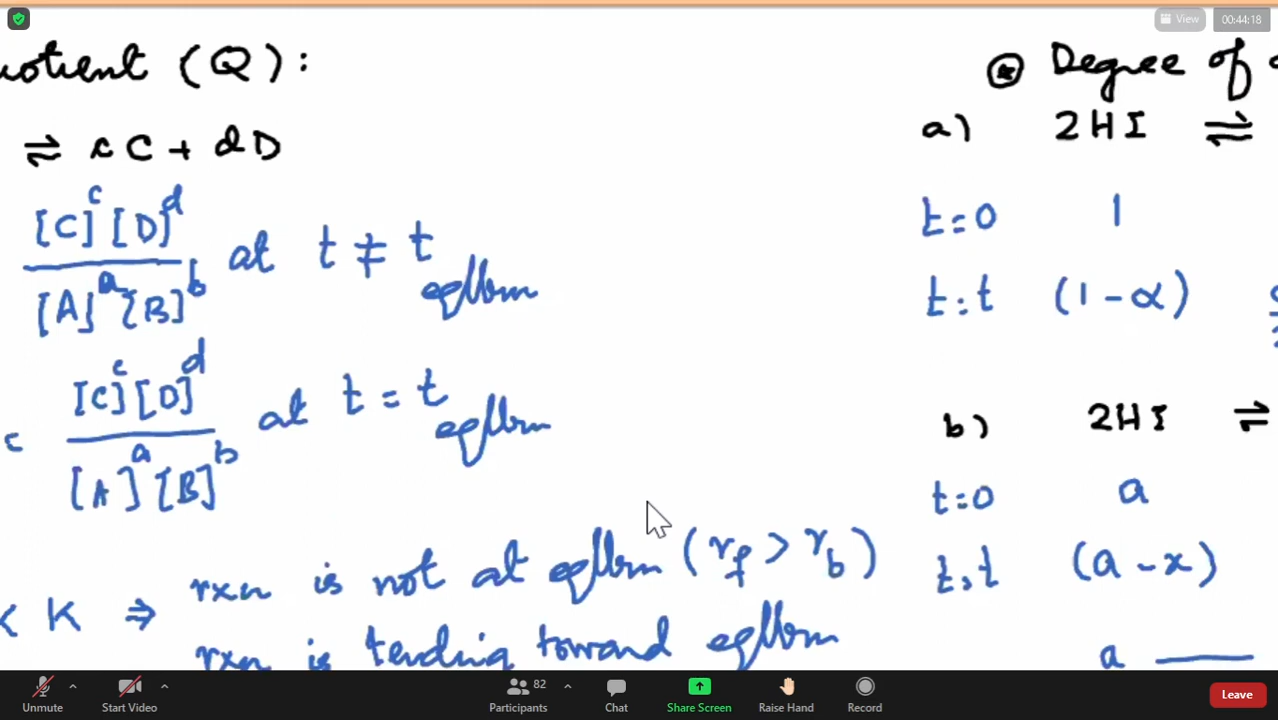 View
00:44:18
uotient (Q):
⇌ cC + dD
[C]^c [D]^d
[A]^a [B]^b
at t ≠ t eqlbm
c
[C]^c [D]^d
[A]^a [B]^b
at t = t eqlbm
< K ⇒ rxn is not at eqlbm (r_f > r_b)
rxn is tending toward eqlbm
⊛ Degree of
a) 2HI ⇌
t=0 1
t:t (1-α)
b) 2HI ⇌
t=0 a
t:t (a-x)
a —
Unmute
Start Video
82
Participants
Chat
Share Screen
Raise Hand
Record
Leave